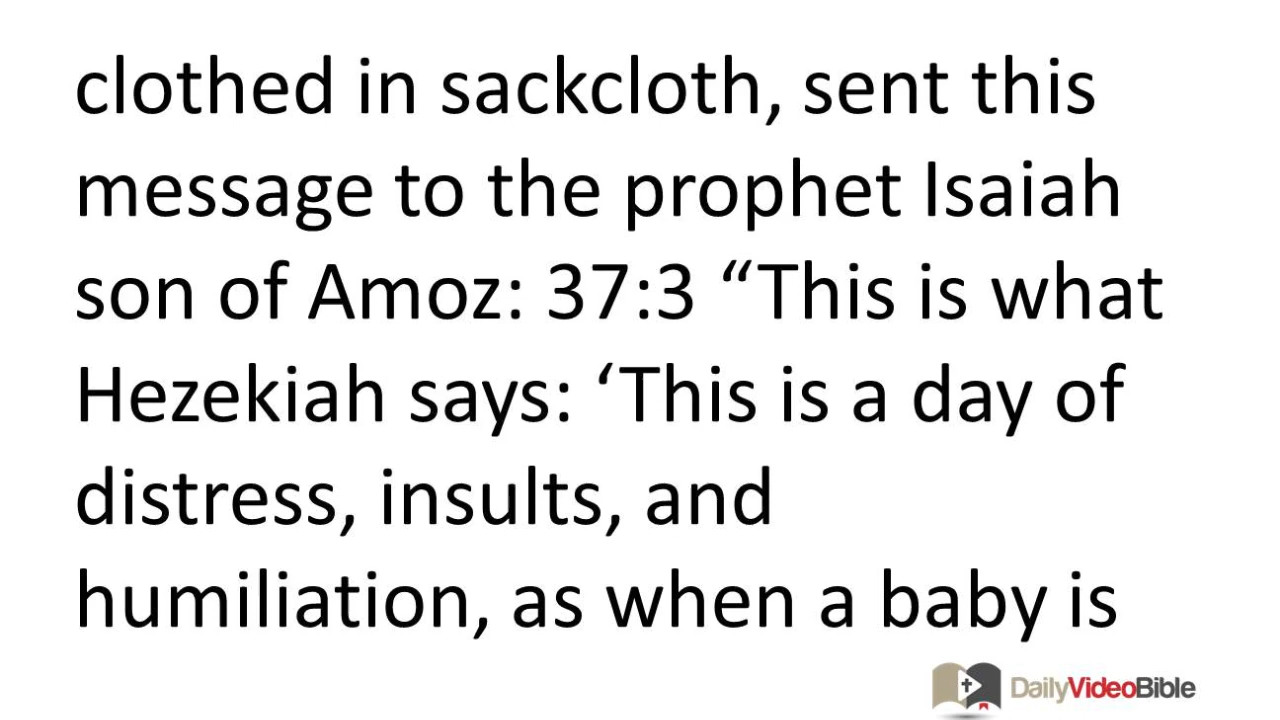 clothed in sackcloth, sent this
message to the prophet Isaiah
son of Amoz: 37:3 “This is what
Hezekiah says: ‘This is a day of
distress, insults, and
humiliation, as when a baby is
DailyVideoBible